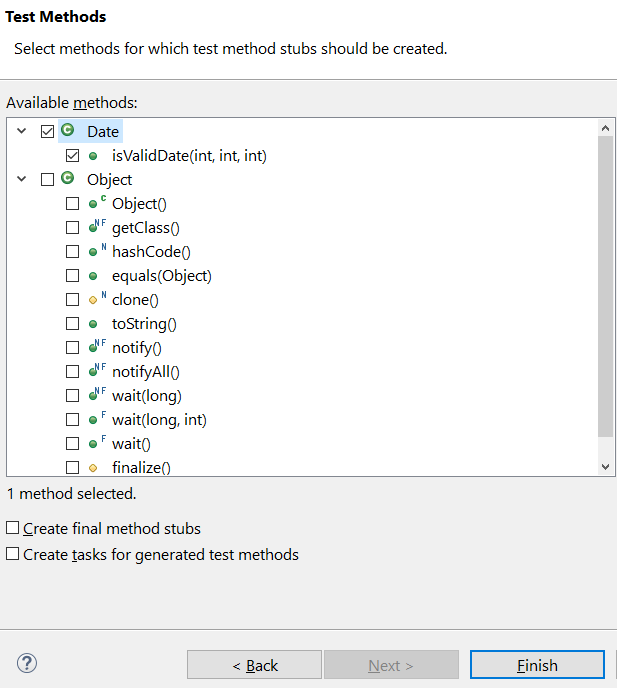 Test Methods
Select methods for which test method stubs should be created.
Available methods:
C Date
isValidDate(int, int, int)
C Object
C Object()
NF getClass()
N hashCode()
equals(Object)
N clone()
toString()
NF notify()
NF notifyAll()
NF wait(long)
F wait(long, int)
F wait()
finalize()
1 method selected.
Create final method stubs
Create tasks for generated test methods
? < Back Next > Finish